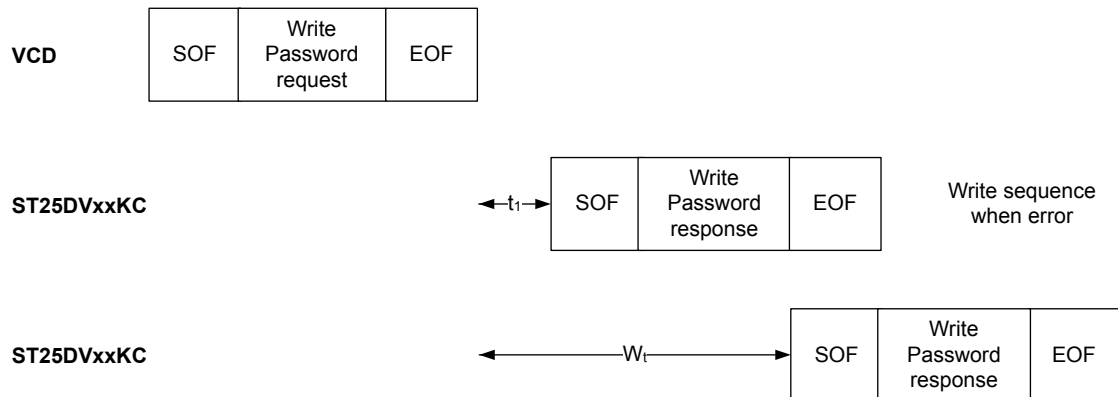 VCD
SOF
Write
Password
request
EOF
ST25DVxxKC
t1
SOF
Write
Password
response
EOF
Write sequence
when error
ST25DVxxKC
Wt
SOF
Write
Password
response
EOF